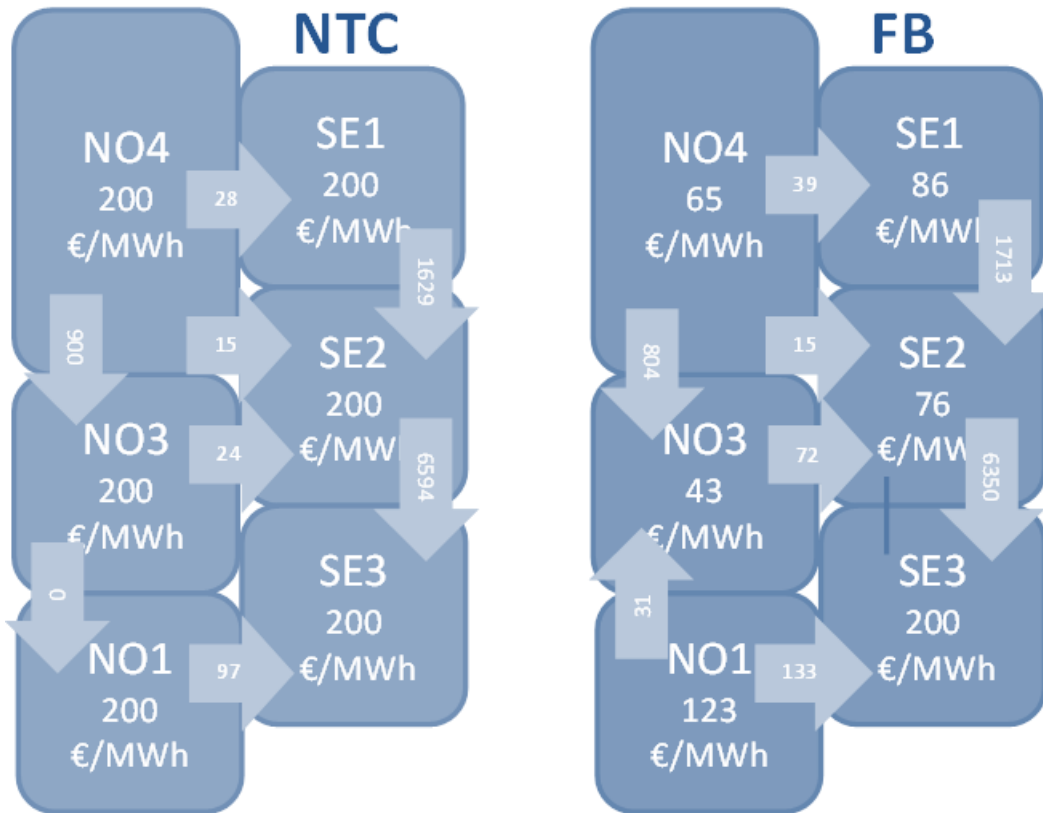 NTC
NO4
200
€/MWh
28
SE1
200
€/MWh
1629
900
15
SE2
200
€/MWh
NO3
200
€/MWh
24
6594
0
SE3
200
€/MWh
NO1
200
€/MWh
97
FB
NO4
65
€/MWh
39
SE1
86
€/MWh
1713
804
15
SE2
76
€/MWh
NO3
43
€/MWh
72
6350
31
SE3
200
€/MWh
NO1
123
€/MWh
133